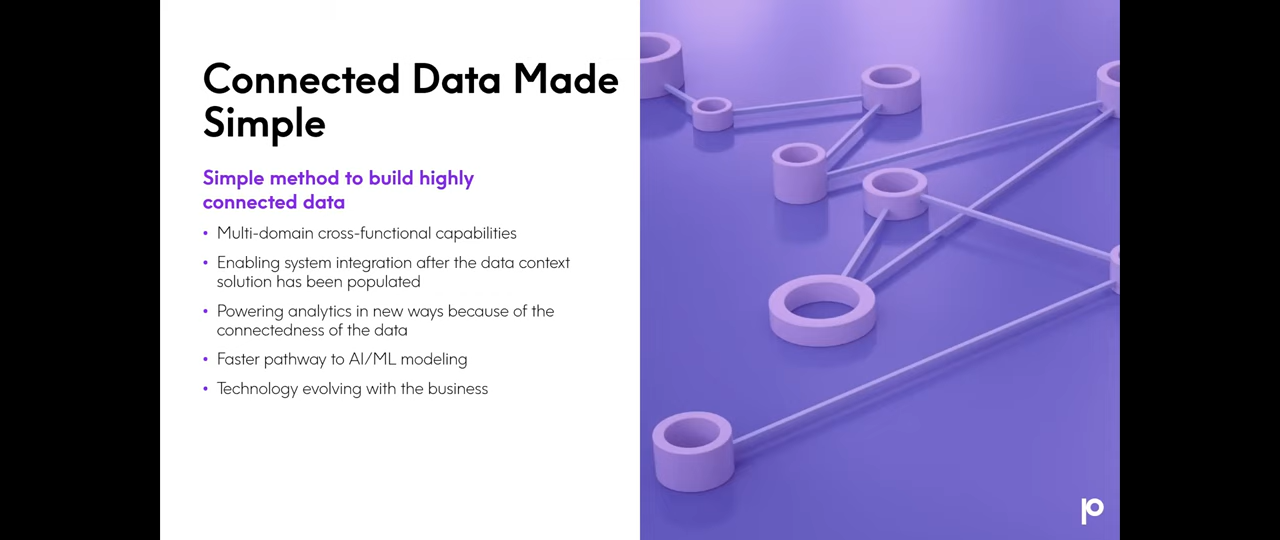 Connected Data Made
Simple
Simple method to build highly
connected data
• Multi-domain cross-functional capabilities
• Enabling system integration after the data context
solution has been populated
• Powering analytics in new ways because of the
connectedness of the data
• Faster pathway to AI/ML modeling
• Technology evolving with the business
p